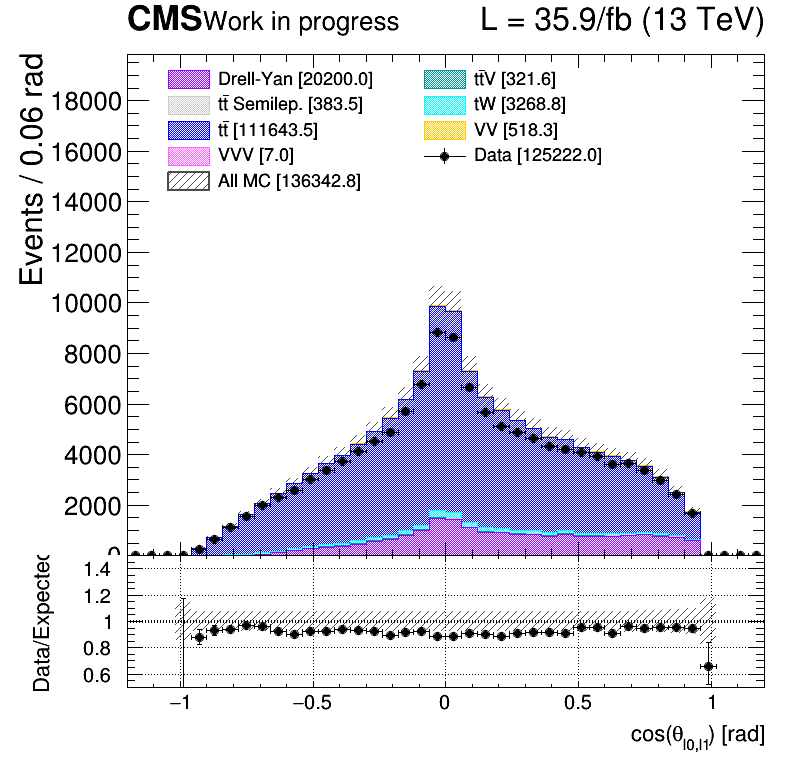 CMS Work in progress L = 35.9/fb (13 TeV)
Events / 0.06 rad
Drell-Yan [20200.0]
tt̄ Semilep. [383.5]
tt̄ [111643.5]
VVV [7.0]
All MC [136342.8]
tt̄V [321.6]
tW [3268.8]
VV [518.3]
Data [125222.0]
18000
16000
14000
12000
10000
8000
6000
4000
2000
0
Data/Expected
1.4
1.2
1
0.8
0.6
−1 −0.5 0 0.5 1
cos(θl0,l1) [rad]